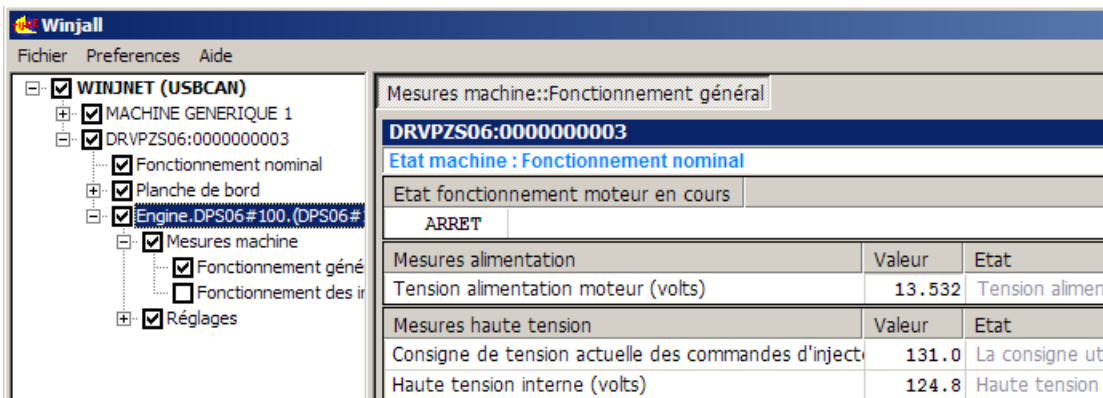 Winjall
Fichier Preferences Aide
WINJNET (USBCAN)
MACHINE GENERIQUE 1
DRVPZS06:0000000003
Fonctionnement nominal
Planche de bord
Engine.DPS06#100.(DPS06#
Mesures machine
Fonctionnement géné
Fonctionnement des
Réglages
Mesures machine::Fonctionnement général
DRVPZS06:0000000003
Etat machine : Fonctionnement nominal
Etat fonctionnement moteur en cours
ARRET
Mesures alimentation Valeur Etat
Tension alimentation moteur (volts) 13.532 Tension alimen
Mesures haute tension Valeur Etat
Consigne de tension actuelle des commandes d'injecte 131.0 La consigne ut
Haute tension interne (volts) 124.8 Haute tension